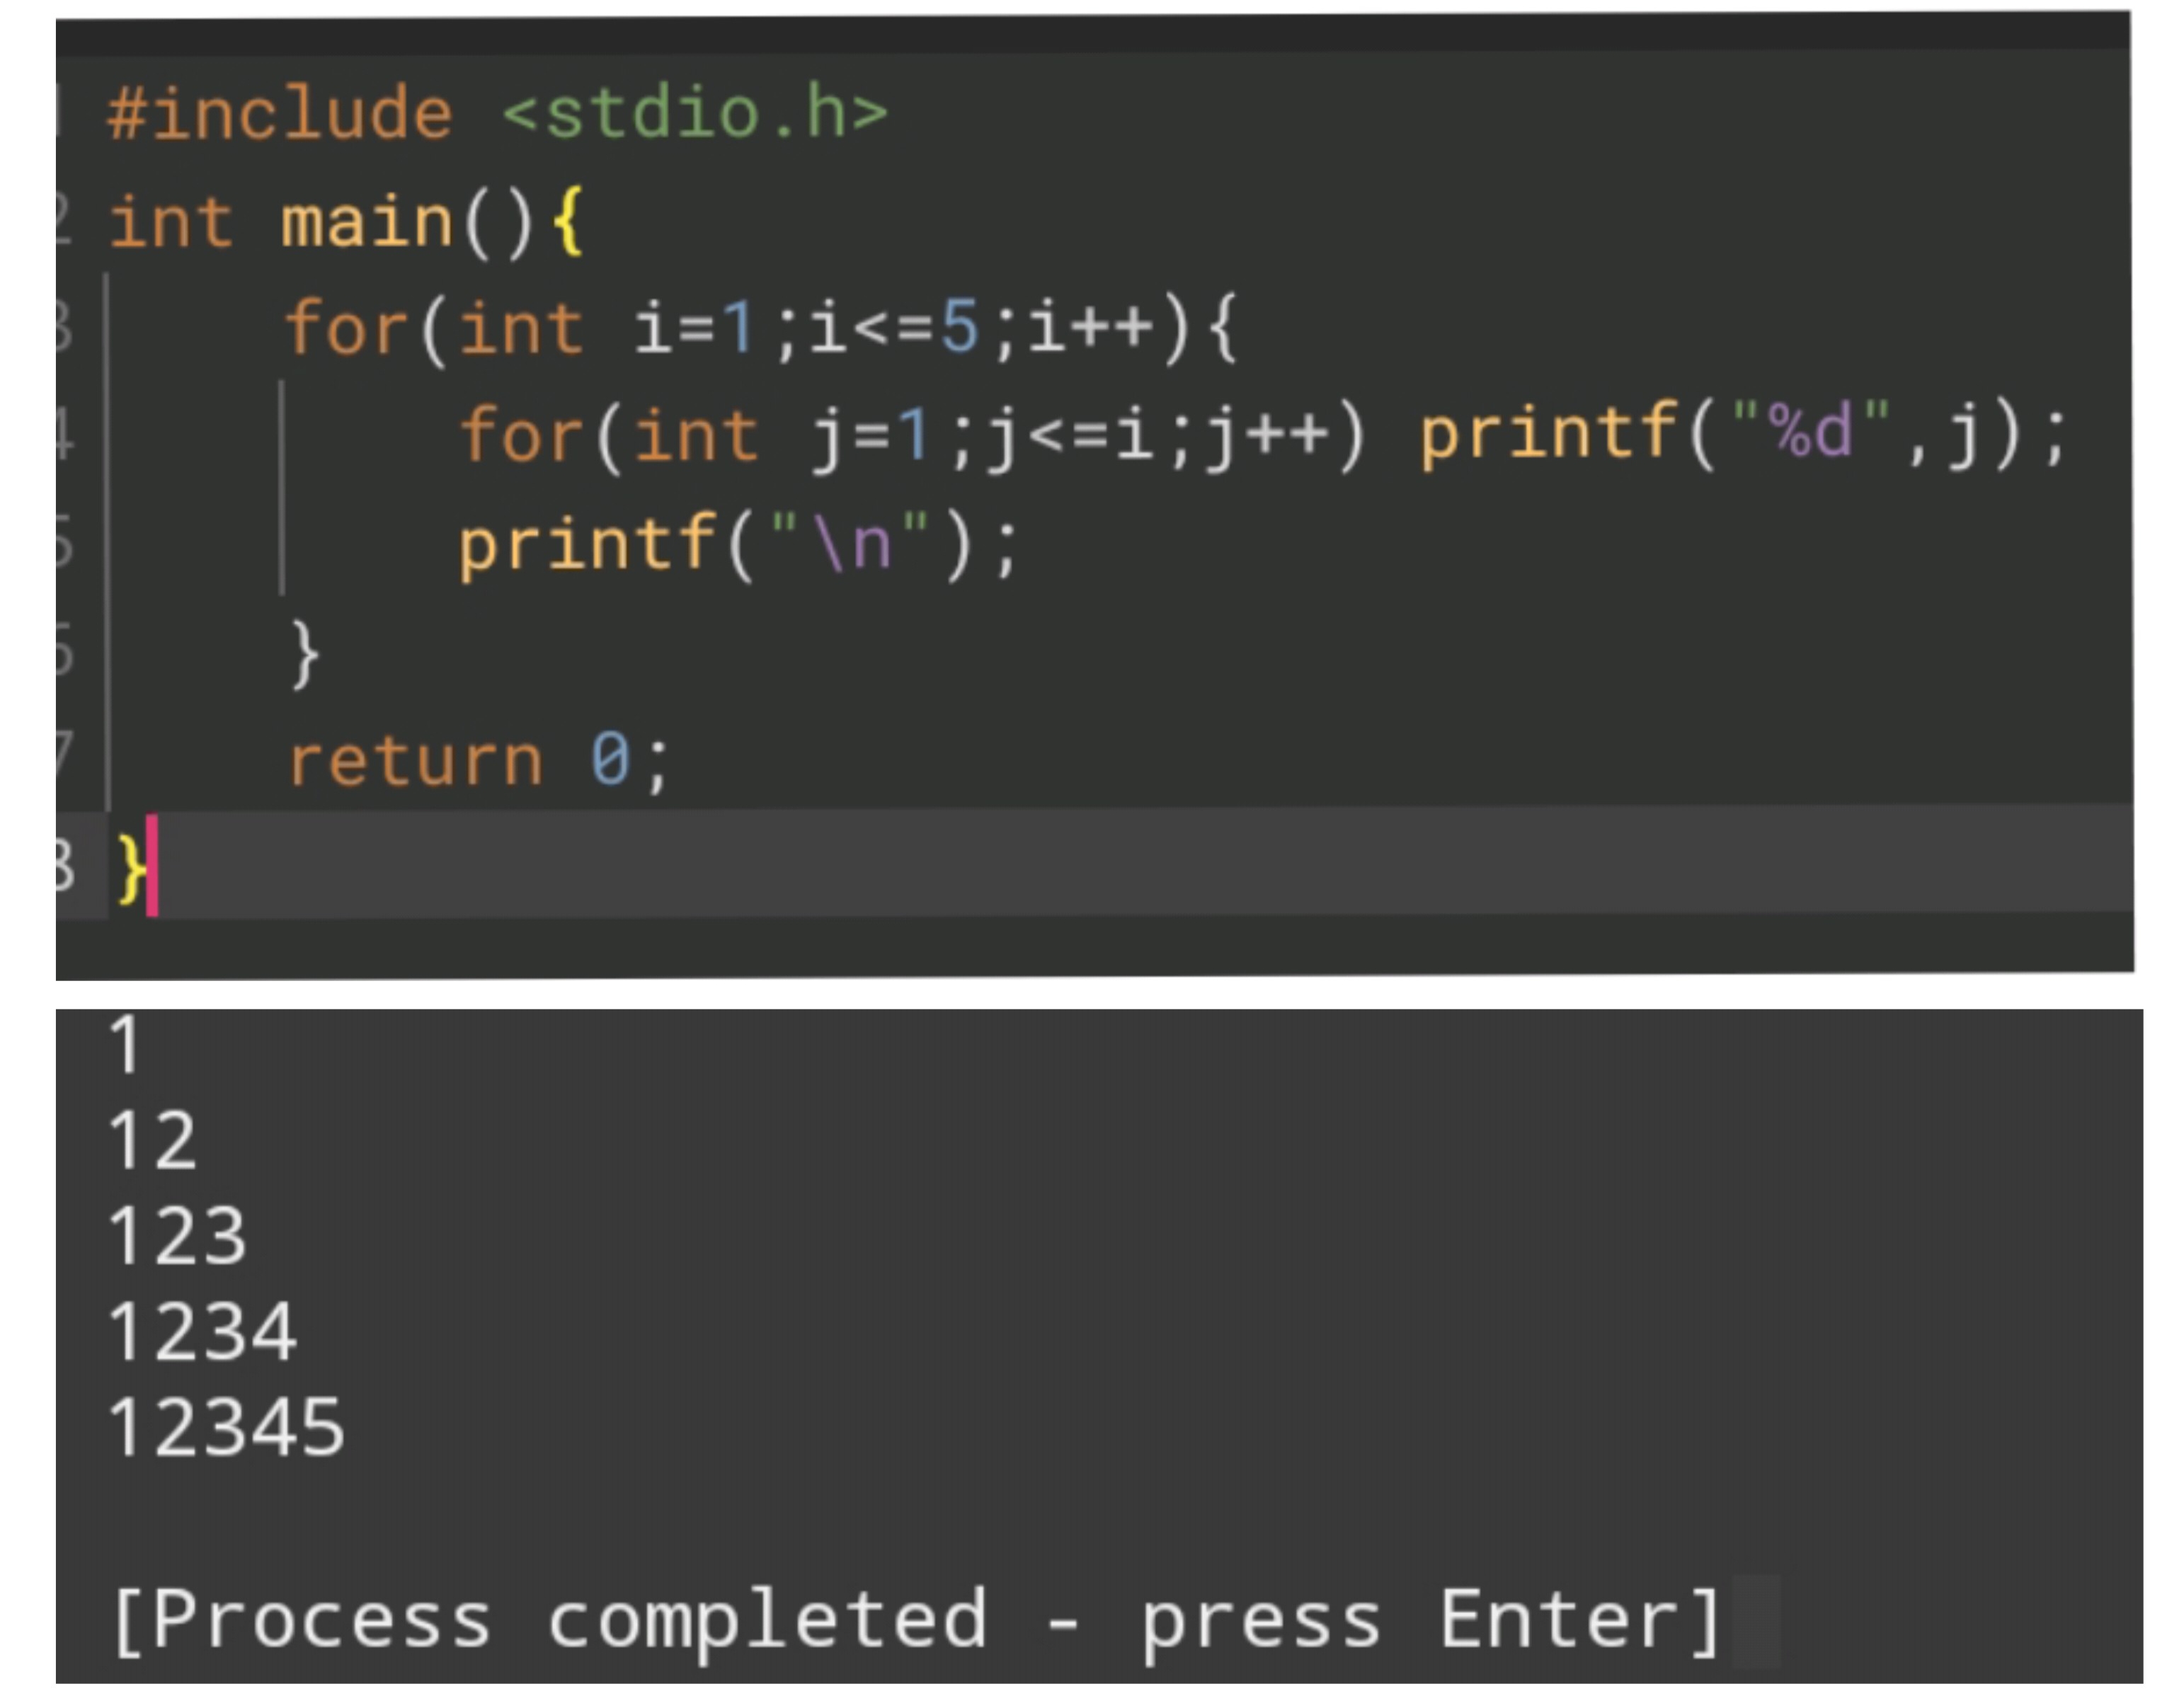 1 #include <stdio.h>
2 int main(){
3     for(int i=1;i<=5;i++){
4         for(int j=1;j<=i;j++) printf("%d",j);
5         printf("\n");
6     }
7     return 0;
8 }
1
12
123
1234
12345
[Process completed - press Enter]